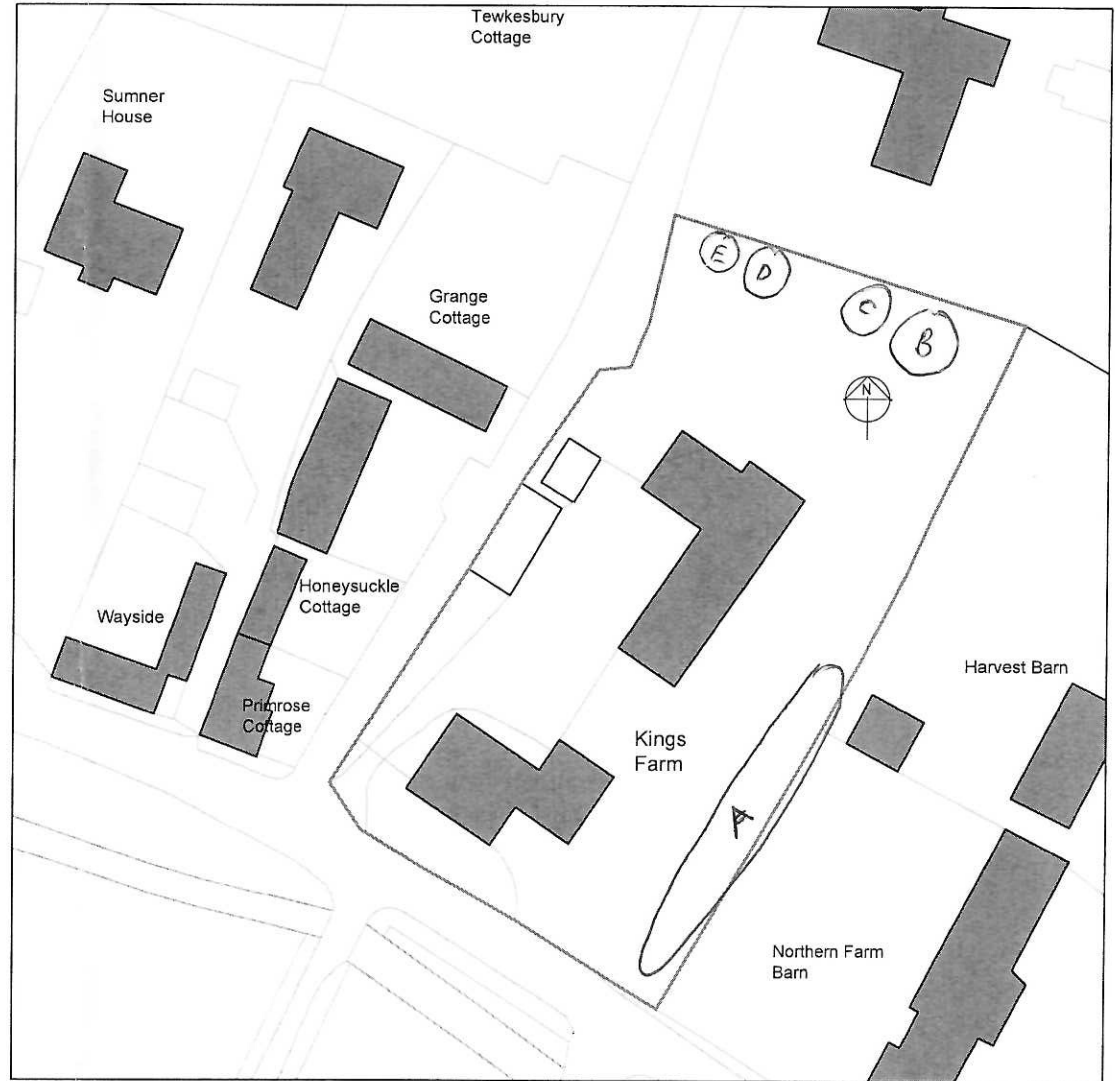 Tewkesbury
Cottage
Sumner
House
E
D
C
B
Grange
Cottage
N
Honeysuckle
Cottage
Wayside
Primrose
Cottage
Kings
Farm
Harvest Barn
A
Northern Farm
Barn